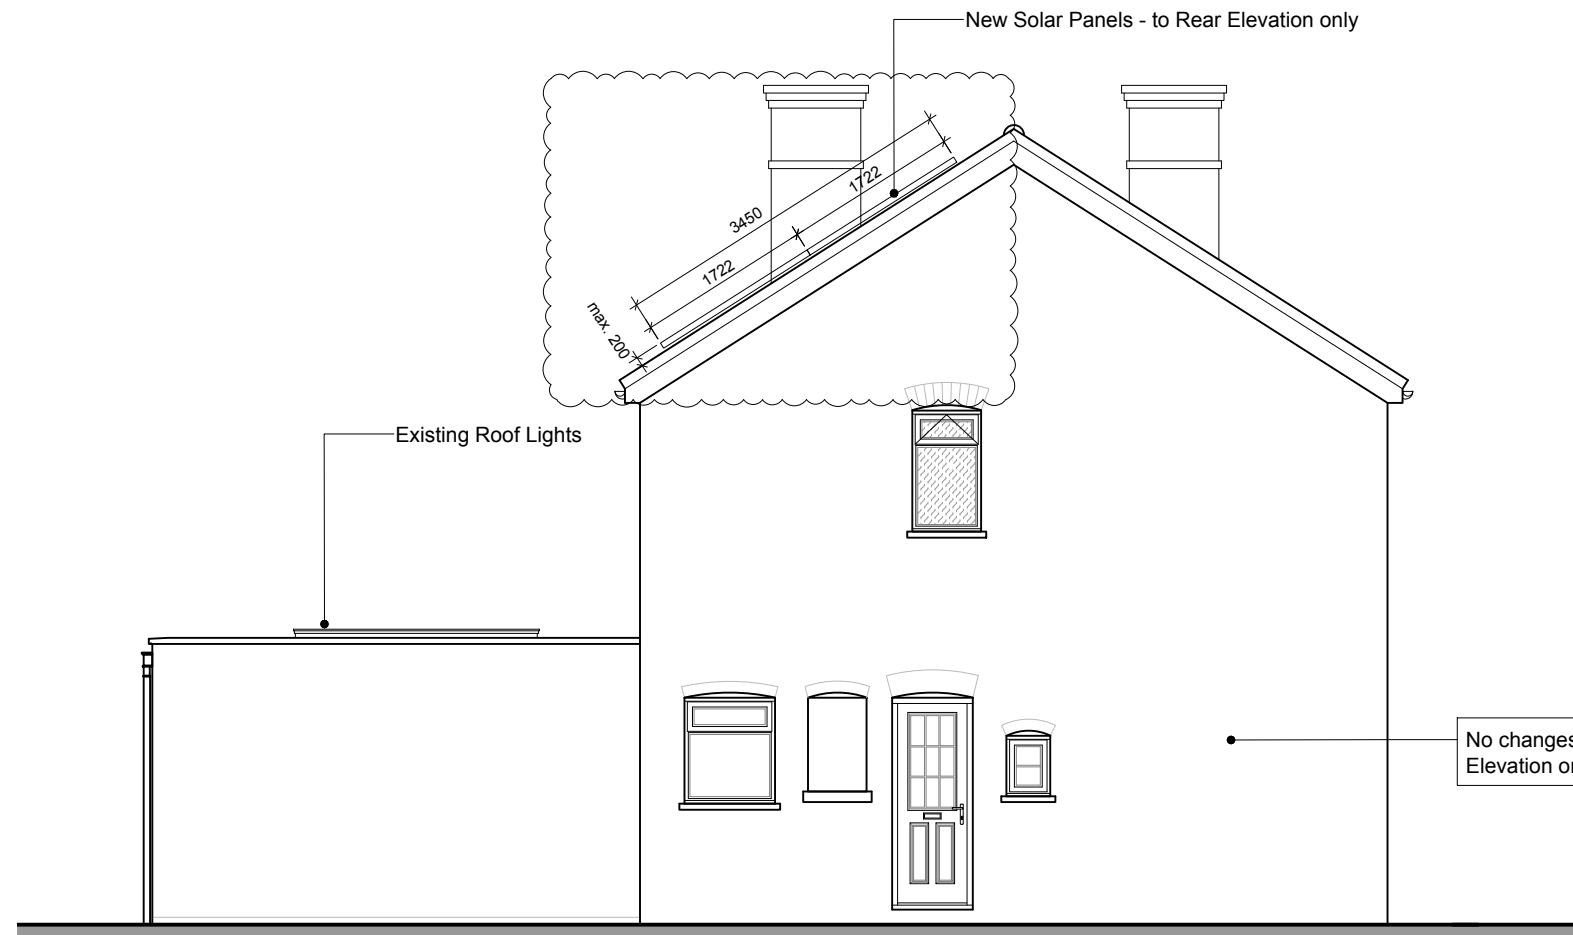 New Solar Panels - to Rear Elevation only
1722
3450
1722
max. 200
Existing Roof Lights
No changes
Elevation